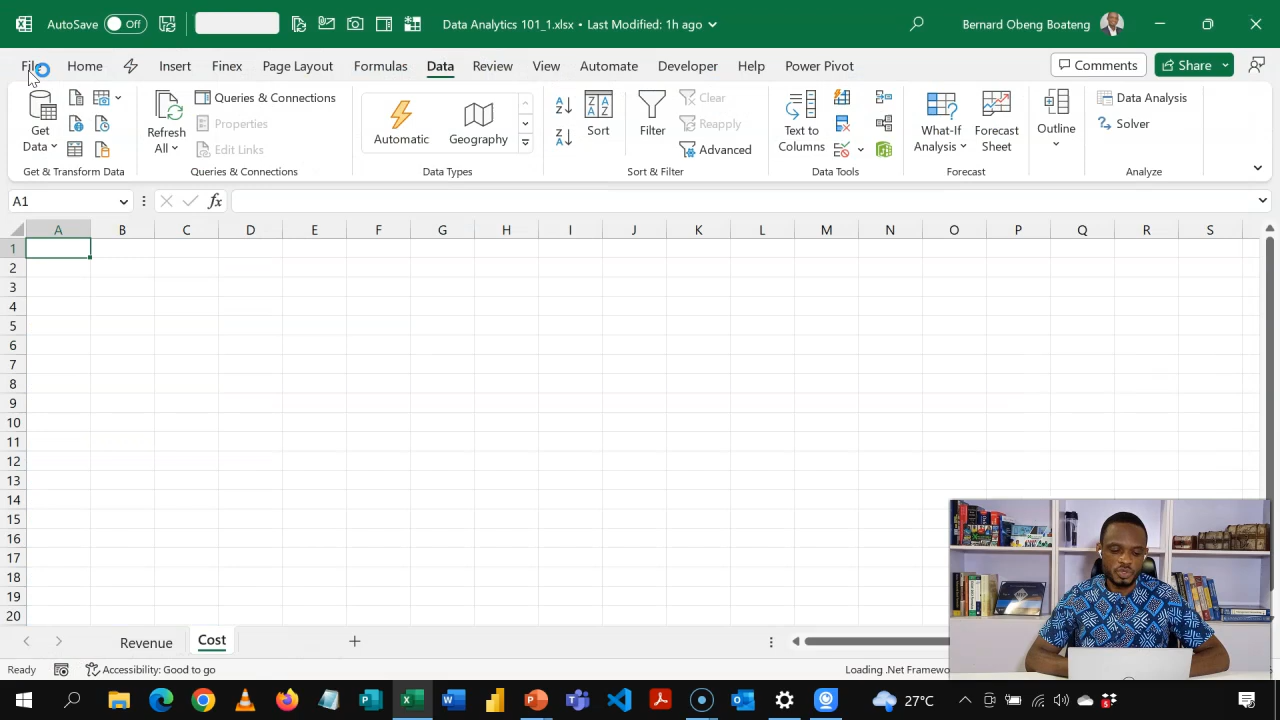 AutoSave Off Data Analytics 101_1.xlsx • Last Modified: 1h ago Bernard Obeng Boateng
File Home Insert Finex Page Layout Formulas Data Review View Automate Developer Help Power Pivot Comments Share
Get Data
Get & Transform Data
Refresh All
Queries & Connections
Properties
Edit Links
Queries & Connections
Automatic
Geography
Data Types
Sort
Filter
Clear
Reapply
Advanced
Sort & Filter
Text to Columns
Data Tools
What-If Analysis
Forecast Sheet
Forecast
Outline
Data Analysis
Solver
Analyze
A1 fx
A B C D E F G H I J K L M N O P Q R S
1
2
3
4
5
6
7
8
9
10
11
12
13
14
15
16
17
18
19
20
Revenue Cost
Ready Accessibility: Good to go Loading .Net Framewo
27°C